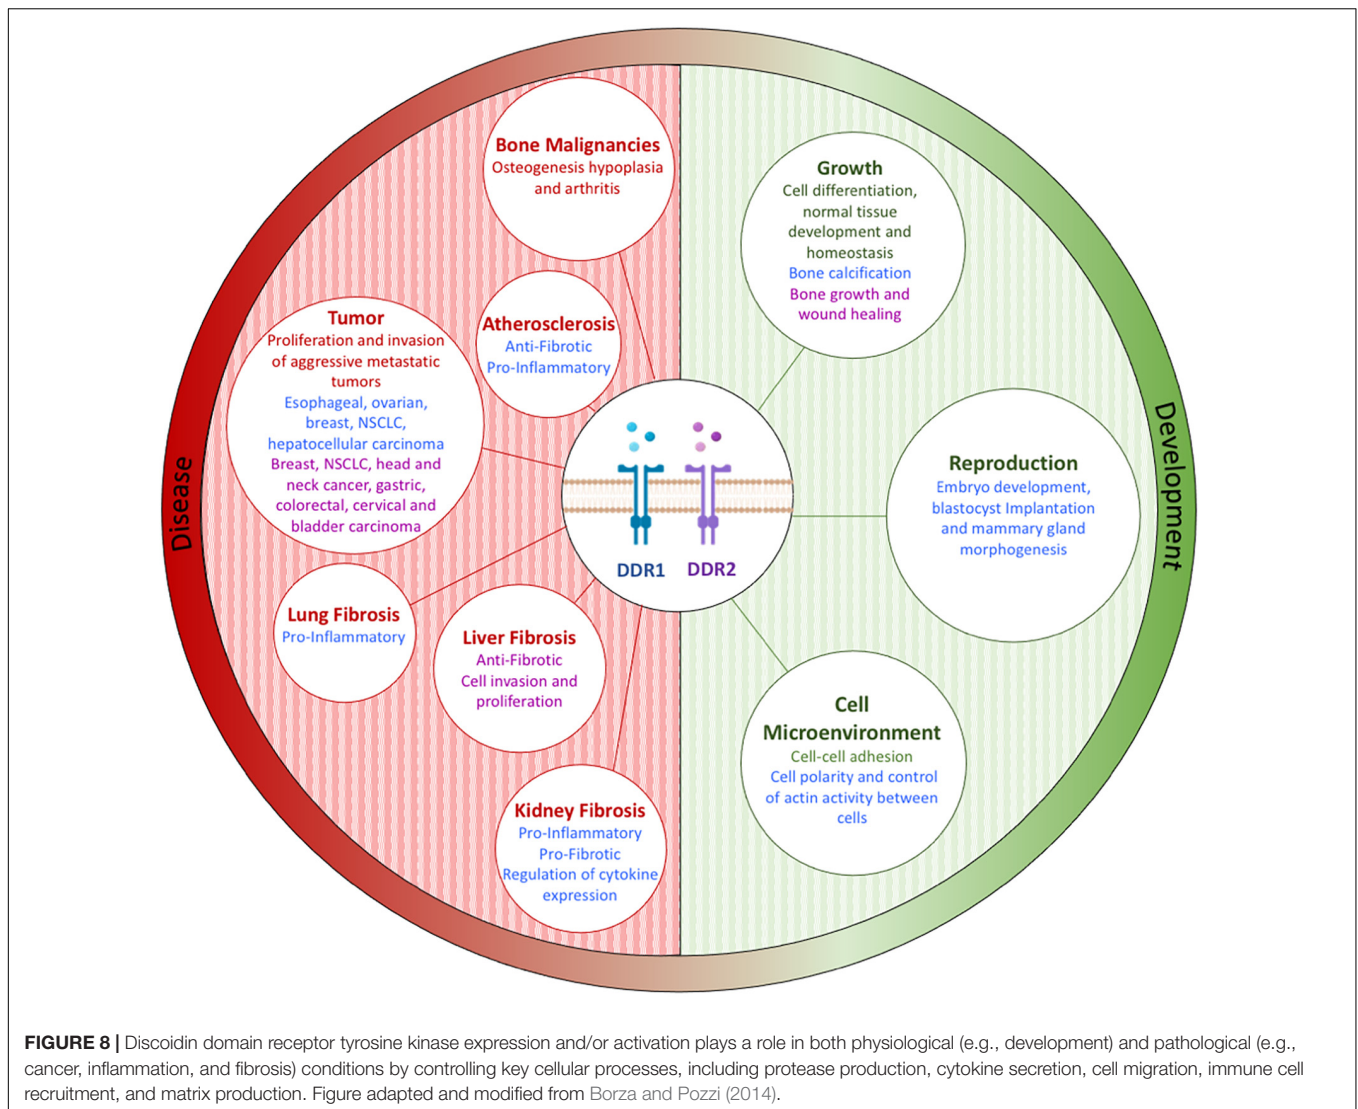 Disease
Bone Malignancies
Osteogenesis hypoplasia
and arthritis
Atherosclerosis
Anti-Fibrotic
Pro-Inflammatory
Tumor
Proliferation and invasion
of aggressive metastatic
tumors
Esophageal, ovarian,
breast, NSCLC,
hepatocellular carcinoma
Breast, NSCLC, head and
neck cancer, gastric,
colorectal, cervical and
bladder carcinoma
Lung Fibrosis
Pro-Inflammatory
Liver Fibrosis
Anti-Fibrotic
Cell invasion and
proliferation
Kidney Fibrosis
Pro-Inflammatory
Pro-Fibrotic
Regulation of cytokine
expression
DDR1 DDR2
Growth
Cell differentiation,
normal tissue
development and
homeostasis
Bone calcification
Bone growth and
wound healing
Reproduction
Embryo development,
blastocyst Implantation
and mammary gland
morphogenesis
Cell
Microenvironment
Cell-cell adhesion
Cell polarity and control
of actin activity between
cells
Development
FIGURE 8 | Discoidin domain receptor tyrosine kinase expression and/or activation plays a role in both physiological (e.g., development) and pathological (e.g.,
cancer, inflammation, and fibrosis) conditions by controlling key cellular processes, including protease production, cytokine secretion, cell migration, immune cell
recruitment, and matrix production. Figure adapted and modified from Borza and Pozzi (2014).